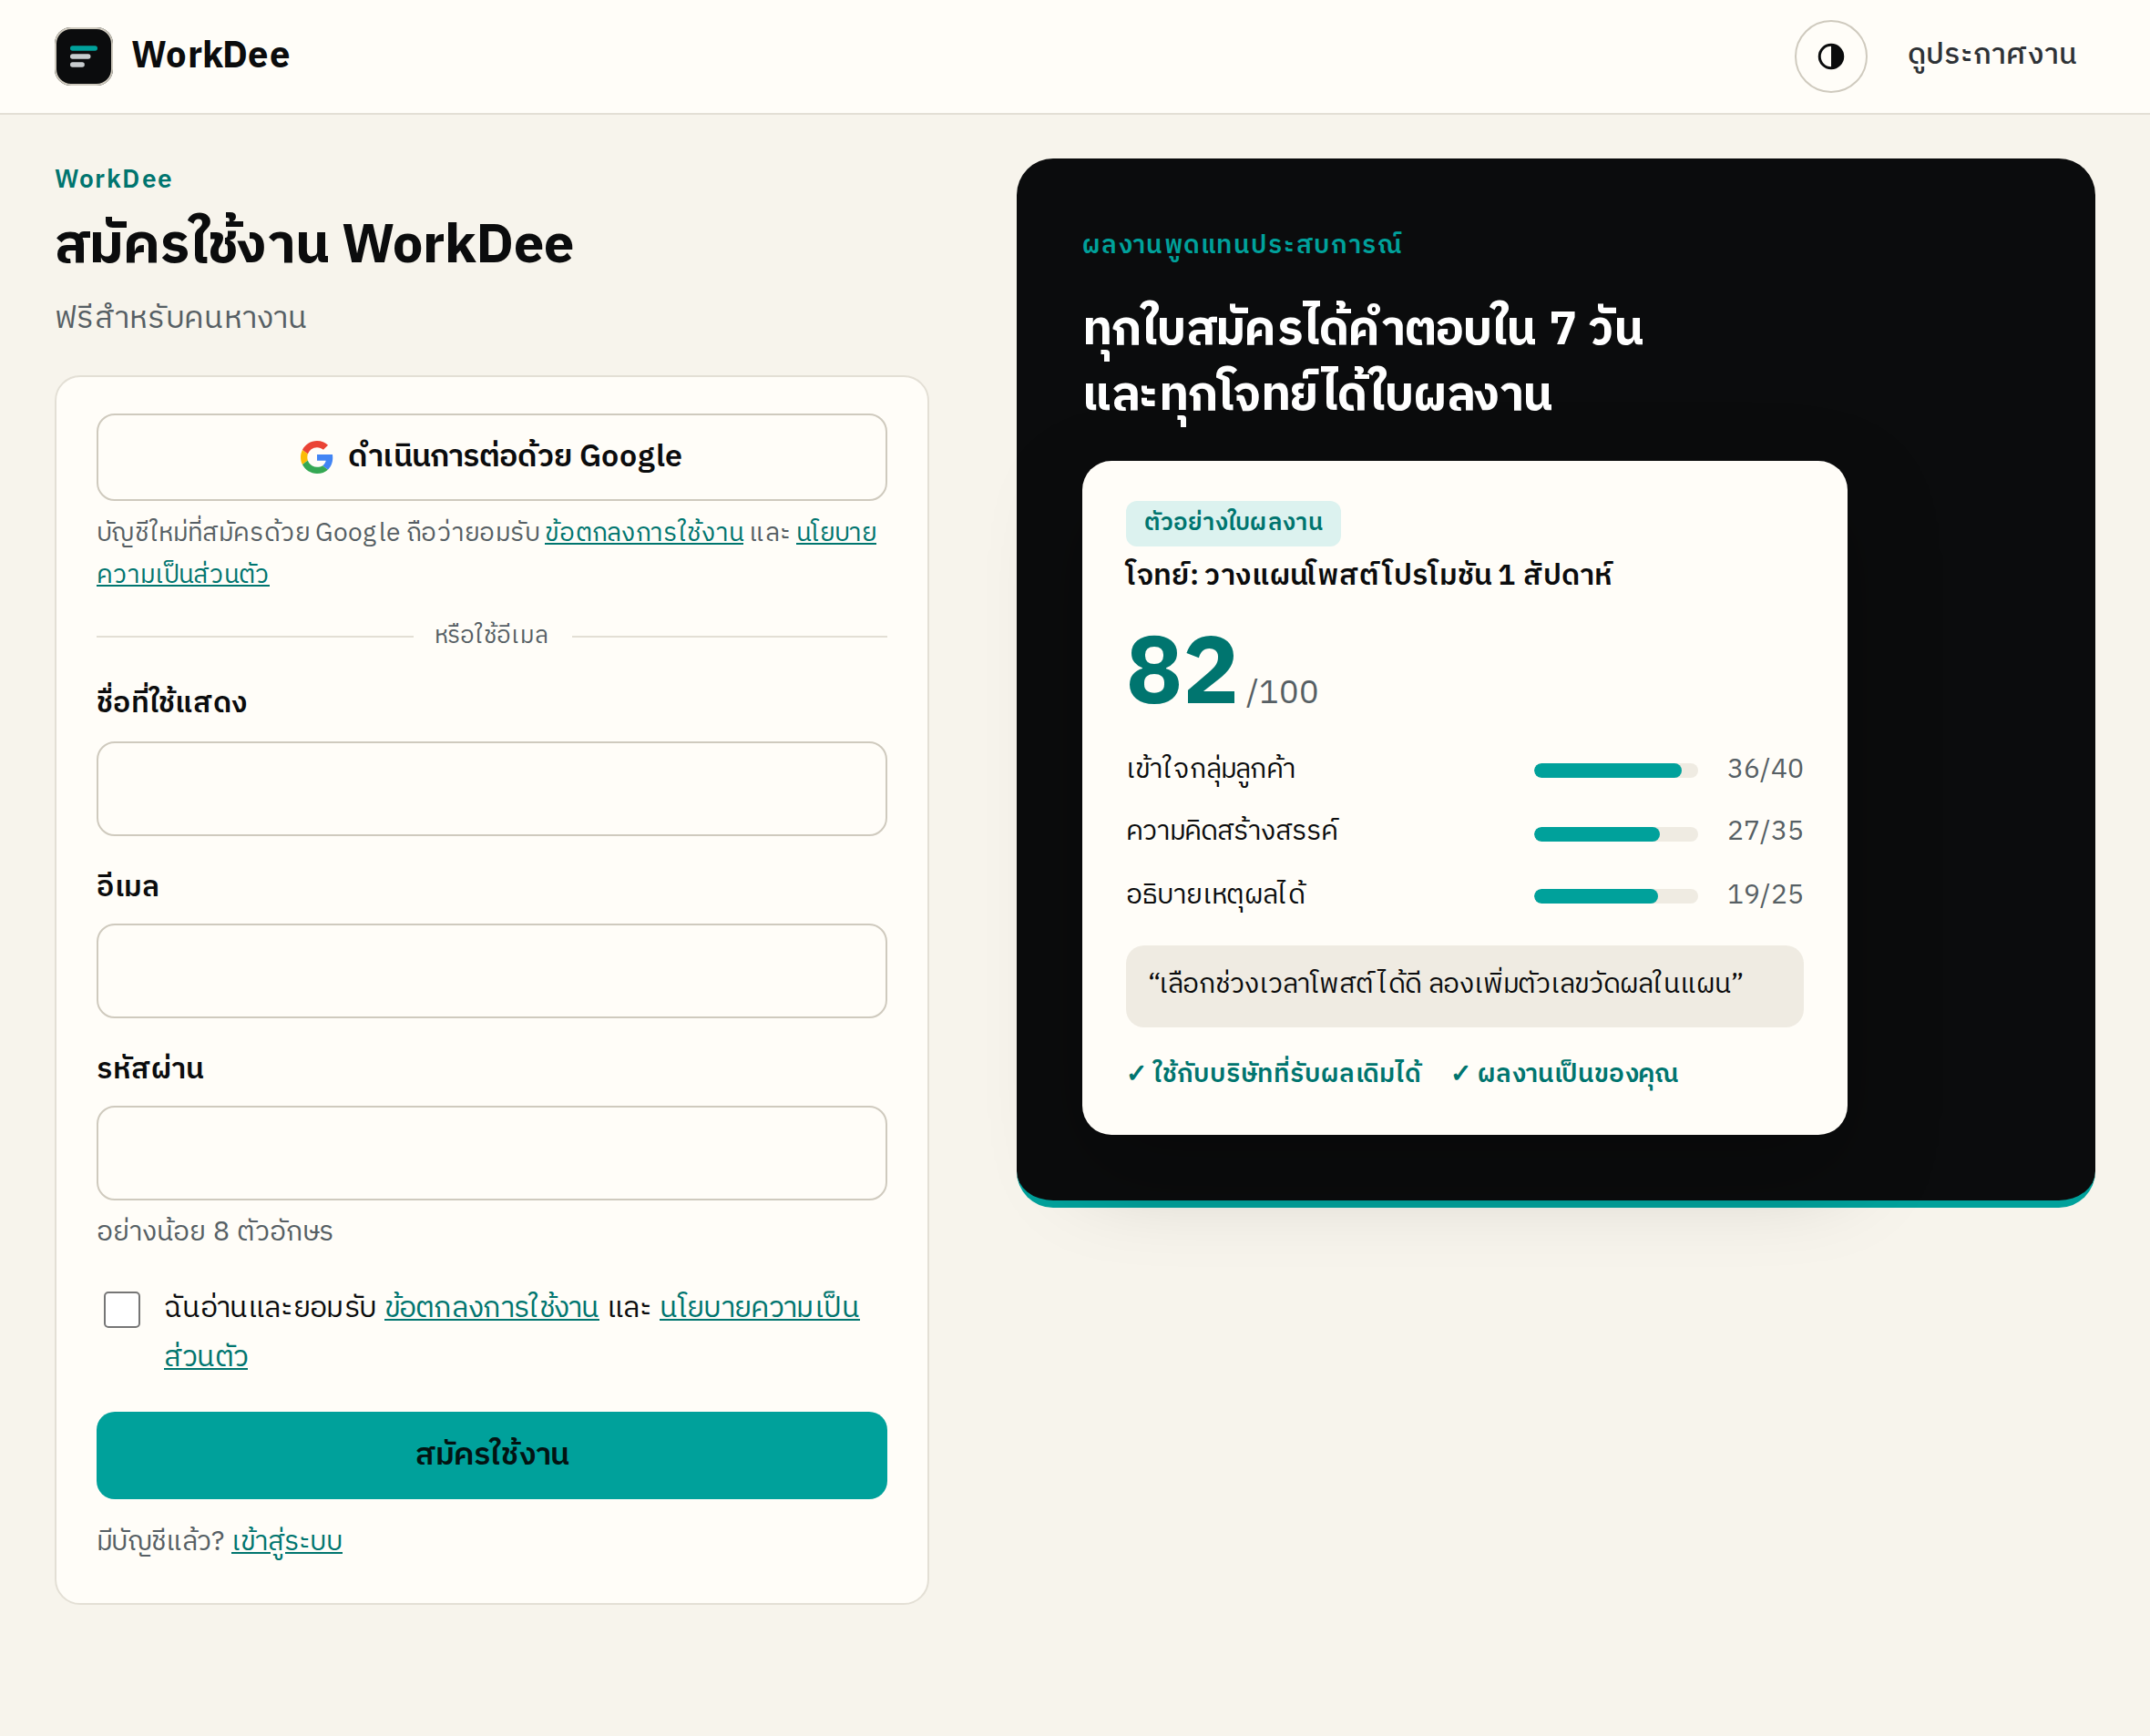 WorkDee
ดูประกาศงาน
WorkDee
สมัครใช้งาน WorkDee
ฟรีสำหรับคนหางาน
ดำเนินการต่อด้วย Google
บัญชีใหม่ที่สมัครด้วย Google ถือว่ายอมรับ ข้อตกลงการใช้งาน และ นโยบาย
ความเป็นส่วนตัว
หรือใช้อีเมล
ชื่อที่ใช้แสดง
อีเมล
รหัสผ่าน
อย่างน้อย 8 ตัวอักษร
ฉันอ่านและยอมรับ ข้อตกลงการใช้งาน และ นโยบายความเป็น
ส่วนตัว
สมัครใช้งาน
มีบัญชีแล้ว? เข้าสู่ระบบ
ผลงานพูดแทนประสบการณ์
ทุกใบสมัครได้คำตอบใน 7 วัน
และทุกโจทย์ได้ใบผลงาน
ตัวอย่างใบผลงาน
โจทย์: วางแผนโพสต์โปรโมชัน 1 สัปดาห์
82 /100
เข้าใจกลุ่มลูกค้า 36/40
ความคิดสร้างสรรค์ 27/35
อธิบายเหตุผลได้ 19/25
“เลือกช่วงเวลาโพสต์ได้ดี ลองเพิ่มตัวเลขวัดผลในแผน”
✓ ใช้กับบริษัทที่รับผลเดิมได้ ✓ ผลงานเป็นของคุณ